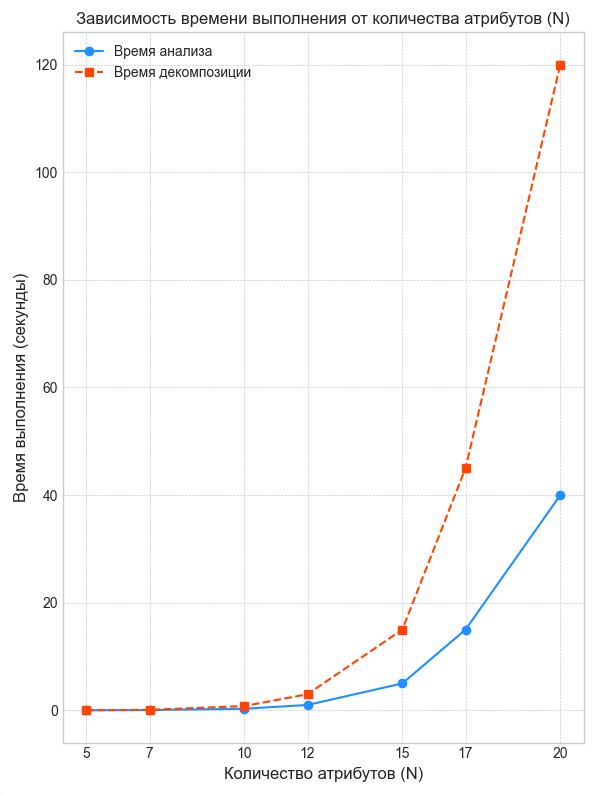 Зависимость времени выполнения от количества атрибутов (N)
Время анализа
Время декомпозиции
120
100
80
60
40
20
0
Время выполнения (секунды)
5 7 10 12 15 17 20
Количество атрибутов (N)